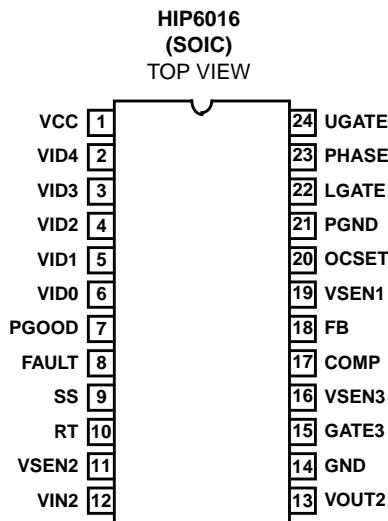 HIP6016
(SOIC)
TOP VIEW
VCC 1 24 UGATE
VID4 2 23 PHASE
VID3 3 22 LGATE
VID2 4 21 PGND
VID1 5 20 OCSET
VID0 6 19 VSEN1
PGOOD 7 18 FB
FAULT 8 17 COMP
SS 9 16 VSEN3
RT 10 15 GATE3
VSEN2 11 14 GND
VIN2 12 13 VOUT2